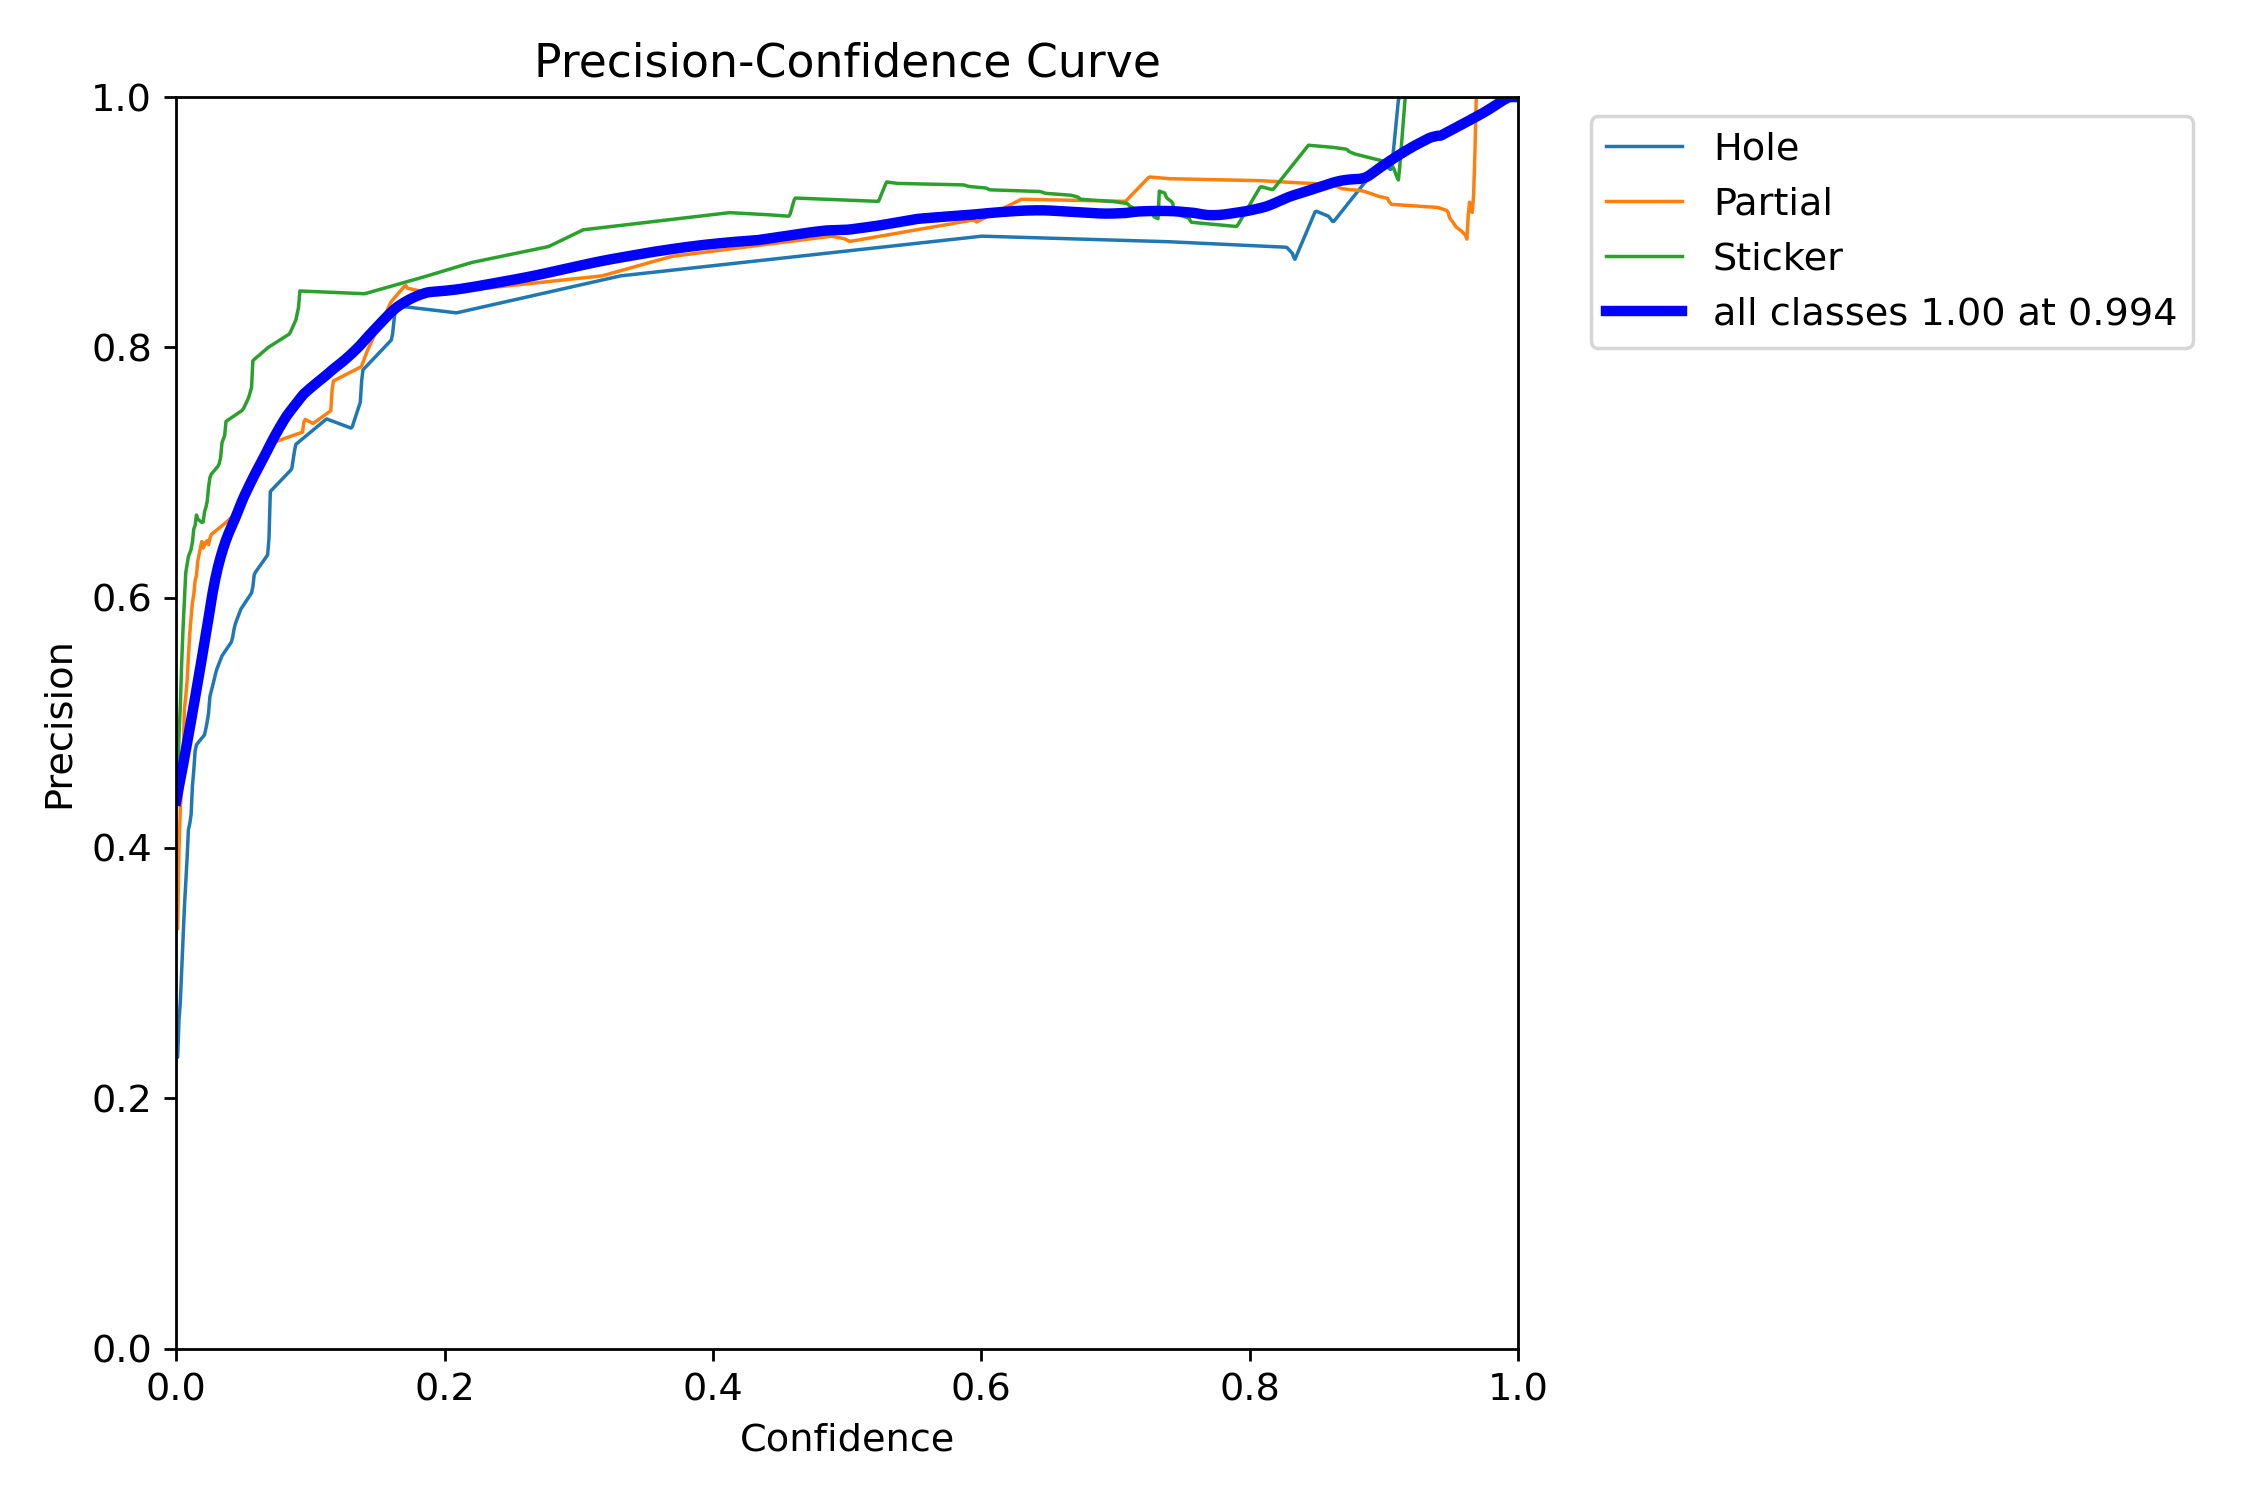 Precision-Confidence Curve
1.0
0.8
0.6
0.4
0.2
0.0
Precision
0.0 0.2 0.4 0.6 0.8 1.0
Confidence
Hole
Partial
Sticker
all classes 1.00 at 0.994